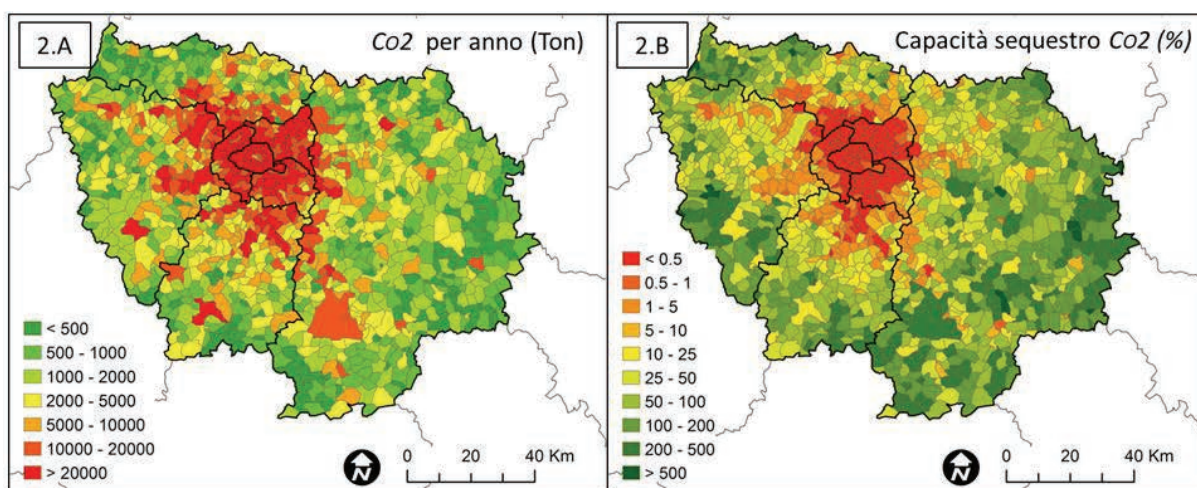 2.A
Co2 per anno (Ton)
< 500
500 - 1000
1000 - 2000
2000 - 5000
5000 - 10000
10000 - 20000
> 20000
N
0 20 40 Km
2.B
Capacità sequestro CO2 (%)
< 0.5
0.5 - 1
1 - 5
5 - 10
10 - 25
25 - 50
50 - 100
100 - 200
200 - 500
> 500
N
0 20 40 Km